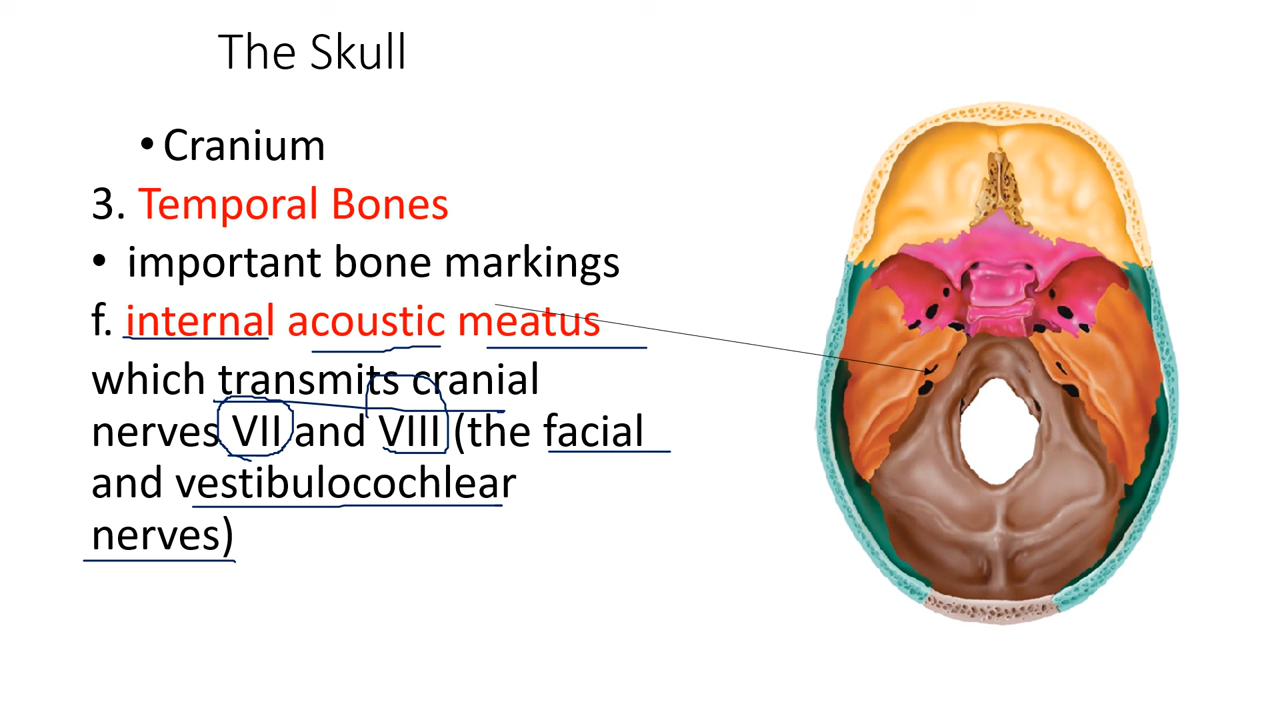 The Skull
• Cranium
3. Temporal Bones
• important bone markings
f. internal acoustic meatus
which transmits cranial
nerves VII and VIII (the facial
and vestibulocochlear
nerves)